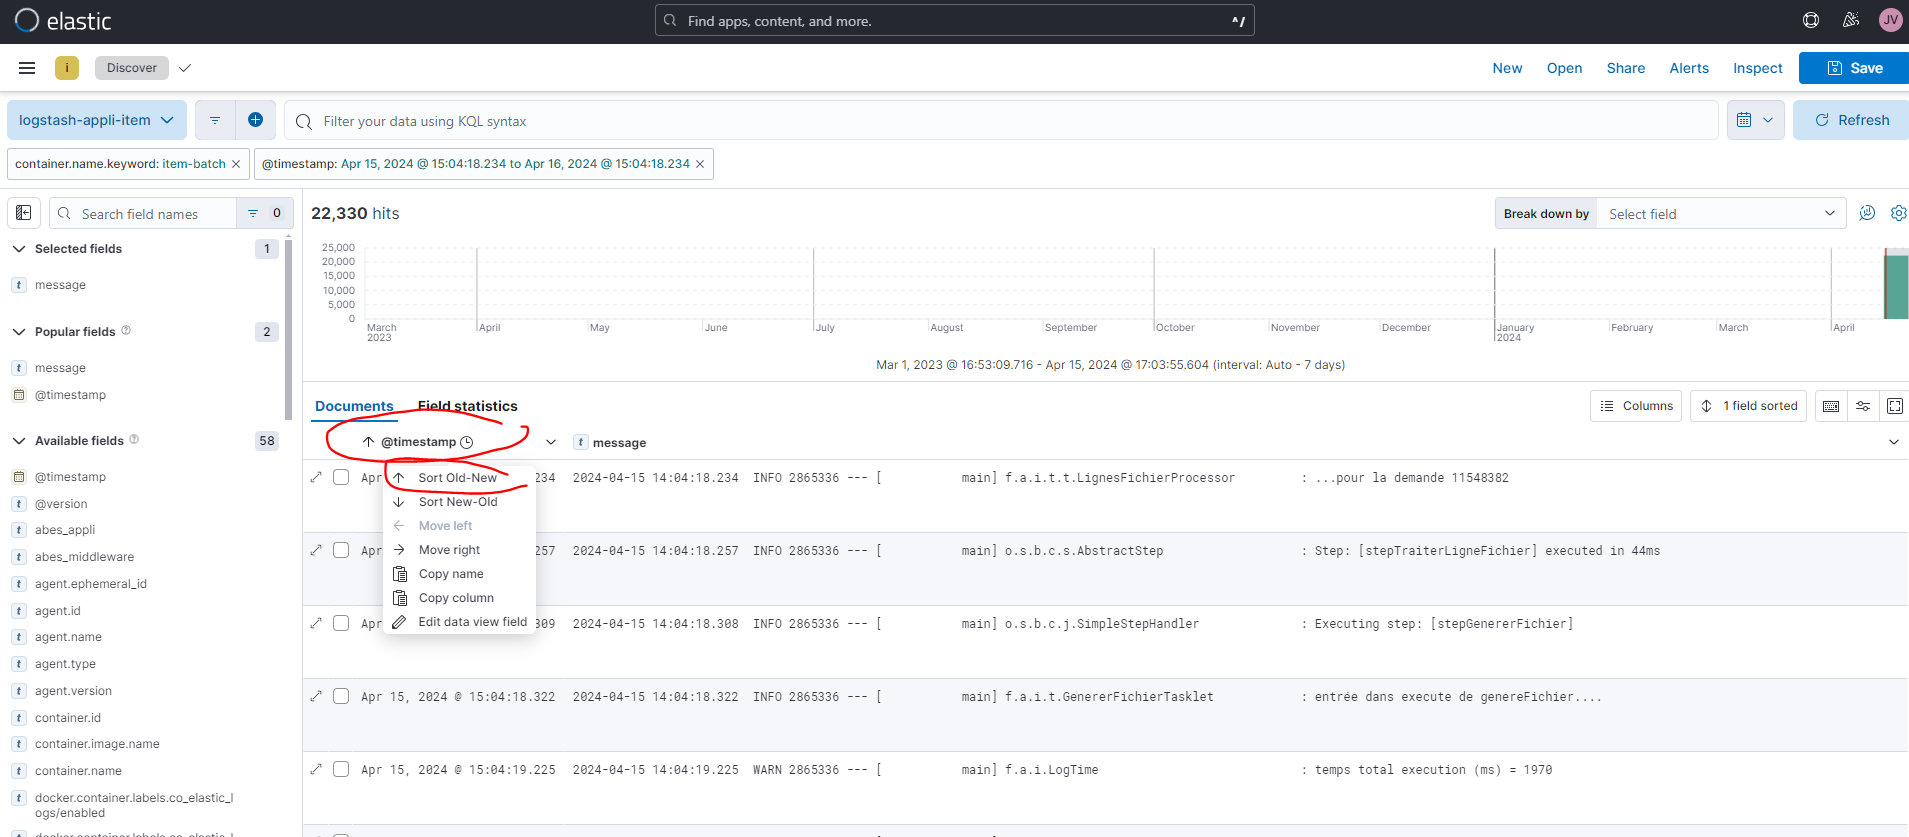 elastic
Find apps, content, and more.
^/
JV
i
Discover
New
Open
Share
Alerts
Inspect
Save
logstash-appli-item
Filter your data using KQL syntax
Refresh
container.name.keyword: item-batch ×
@timestamp: Apr 15, 2024 @ 15:04:18.234 to Apr 16, 2024 @ 15:04:18.234 ×
Search field names
0
Selected fields
1
t message
Popular fields
2
t message
@timestamp
Available fields
58
@timestamp
t @version
t abes_appli
t abes_middleware
t agent.ephemeral_id
t agent.id
t agent.name
t agent.type
t agent.version
t container.id
t container.image.name
t container.name
t docker.container.labels.co_elastic_l
ogs/enabled
docker.container.labels.co_elastic_l
22,330 hits
Break down by
Select field
25,000
20,000
15,000
10,000
5,000
0
March
2023
April
May
June
July
August
September
October
November
December
January
2024
February
March
April
Mar 1, 2023 @ 16:53:09.716 - Apr 15, 2024 @ 17:03:55.604 (interval: Auto - 7 days)
Documents
Field statistics
Columns
1 field sorted
@timestamp
t message
Apr 234 2024-04-15 14:04:18.234 INFO 2865336 --- [ main] f.a.i.t.t.LignesFichierProcessor : ...pour la demande 11548382
Apr 257 2024-04-15 14:04:18.257 INFO 2865336 --- [ main] o.s.b.c.s.AbstractStep : Step: [stepTraiterLigneFichier] executed in 44ms
Apr 309 2024-04-15 14:04:18.308 INFO 2865336 --- [ main] o.s.b.c.j.SimpleStepHandler : Executing step: [stepGenererFichier]
Apr 15, 2024 @ 15:04:18.322 2024-04-15 14:04:18.322 INFO 2865336 --- [ main] f.a.i.t.GenererFichierTasklet : entrée dans execute de genereFichier....
Apr 15, 2024 @ 15:04:19.225 2024-04-15 14:04:19.225 WARN 2865336 --- [ main] f.a.i.LogTime : temps total execution (ms) = 1970
Sort Old-New
Sort New-Old
Move left
Move right
Copy name
Copy column
Edit data view field